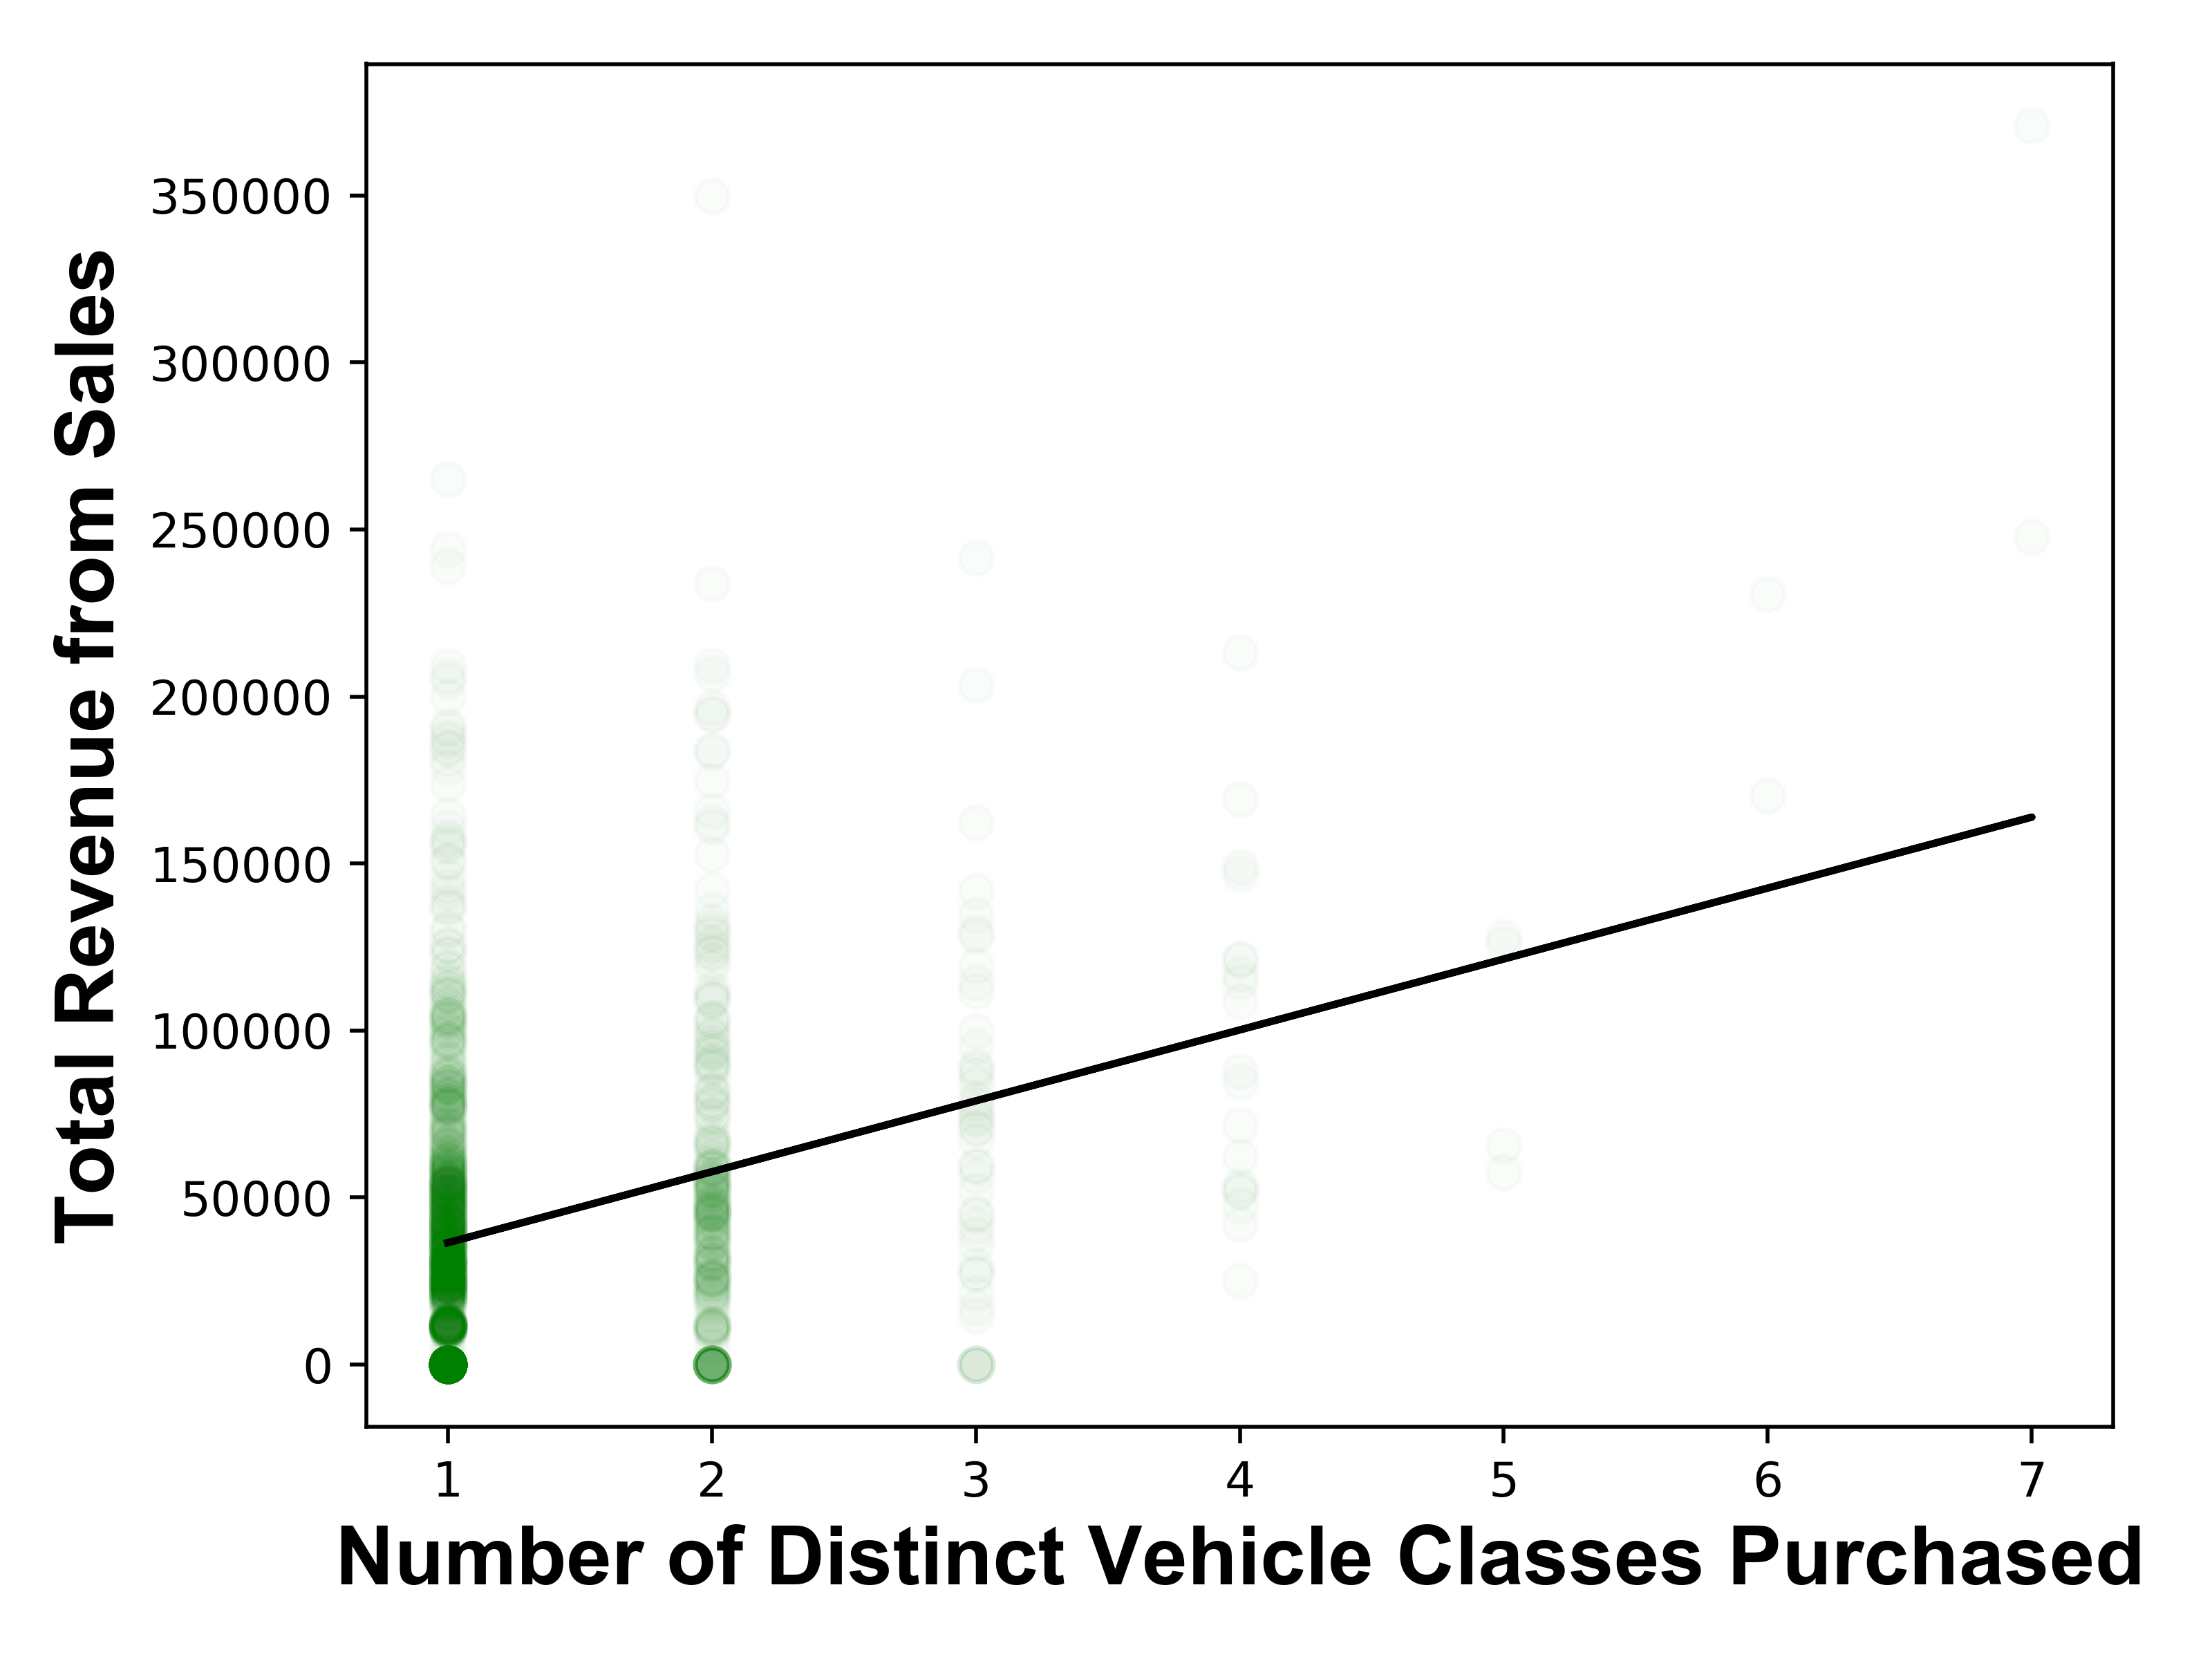 Total Revenue from Sales
350000
300000
250000
200000
150000
100000
50000
0
1 2 3 4 5 6 7
Number of Distinct Vehicle Classes Purchased